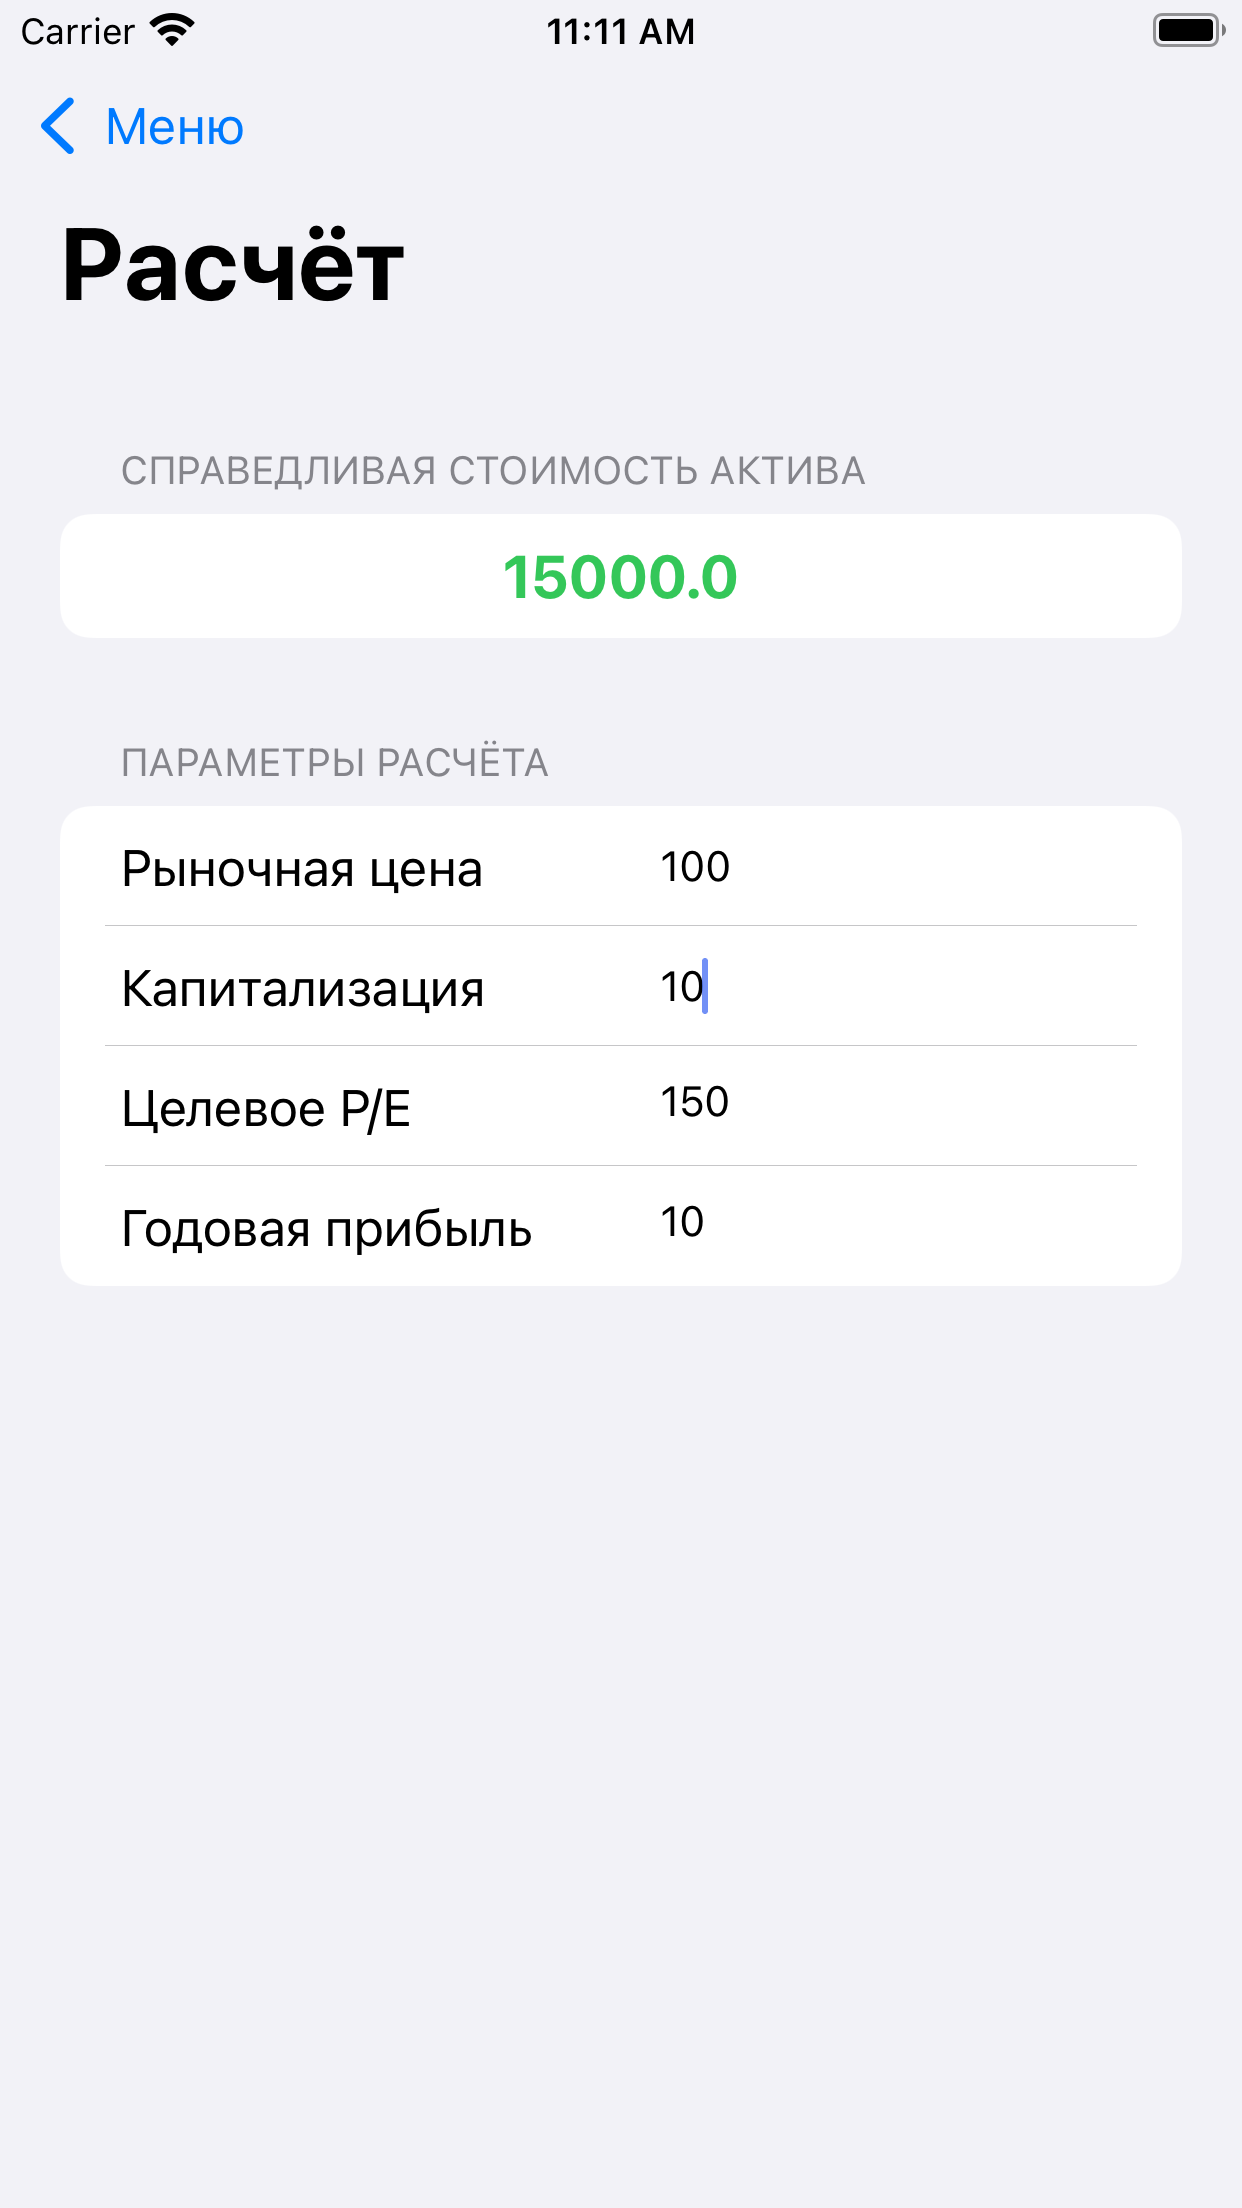 Carrier 11:11 AM
Меню
Расчёт
СПРАВЕДЛИВАЯ СТОИМОСТЬ АКТИВА
15000.0
ПАРАМЕТРЫ РАСЧЁТА
Рыночная цена 100
Капитализация 10
Целевое P/E 150
Годовая прибыль 10